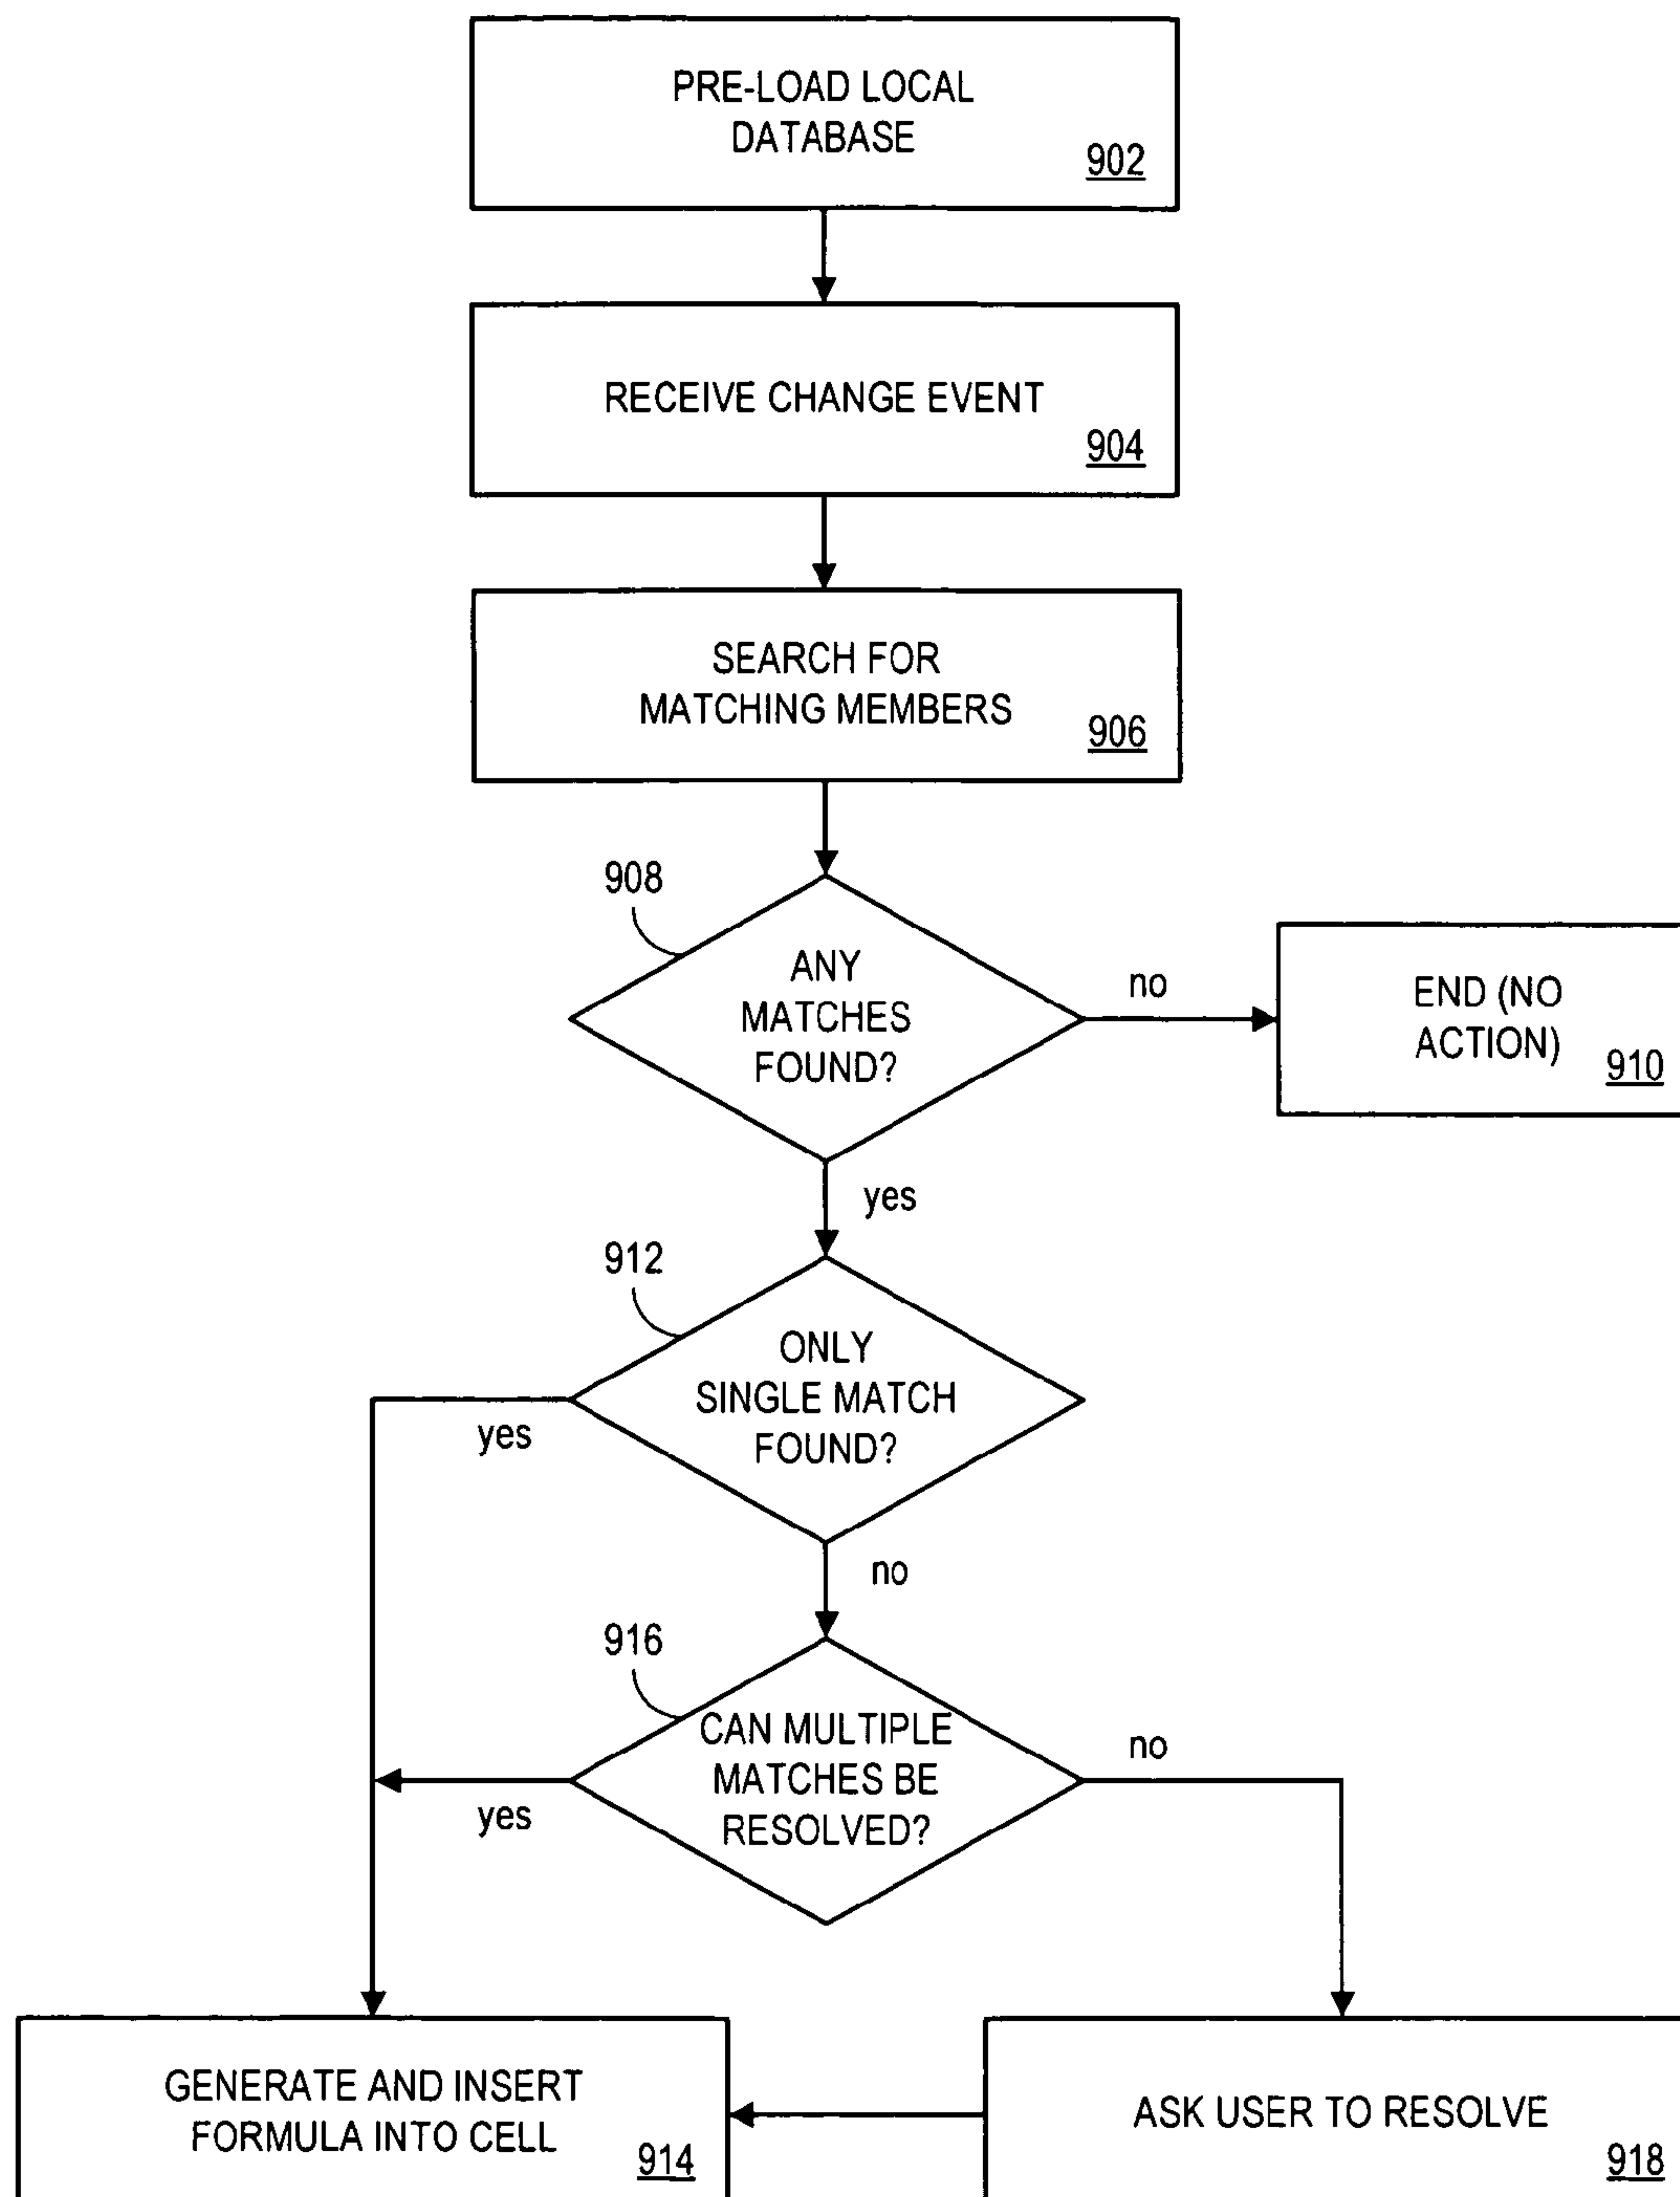 PRE-LOAD LOCAL
DATABASE
902
RECEIVE CHANGE EVENT
904
SEARCH FOR
MATCHING MEMBERS
906
908
ANY
MATCHES
FOUND?
no
END (NO
ACTION)
910
yes
912
ONLY
SINGLE MATCH
FOUND?
yes
no
916
CAN MULTIPLE
MATCHES BE
RESOLVED?
yes
no
GENERATE AND INSERT
FORMULA INTO CELL
914
ASK USER TO RESOLVE
918